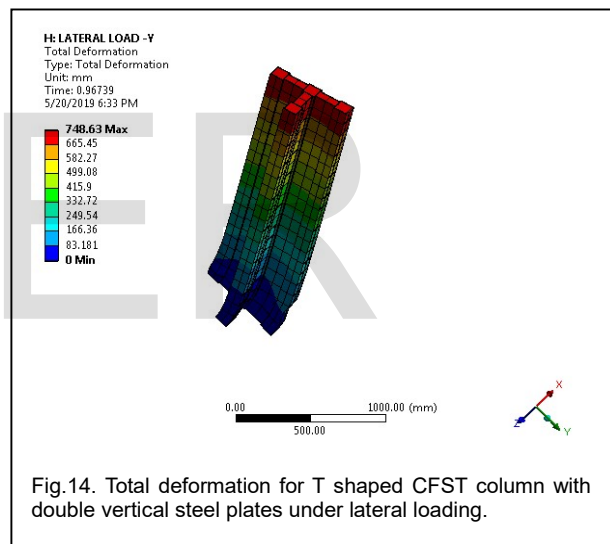 H: LATERAL LOAD -Y
Total Deformation
Type: Total Deformation
Unit: mm
Time: 0.96739
5/20/2019 6:33 PM
748.63 Max
665.45
582.27
499.08
415.9
332.72
249.54
166.36
83.181
0 Min
ER
0.00
1000.00 (mm)
500.00
X
Z
Y
Fig.14. Total deformation for T shaped CFST column with
double vertical steel plates under lateral loading.